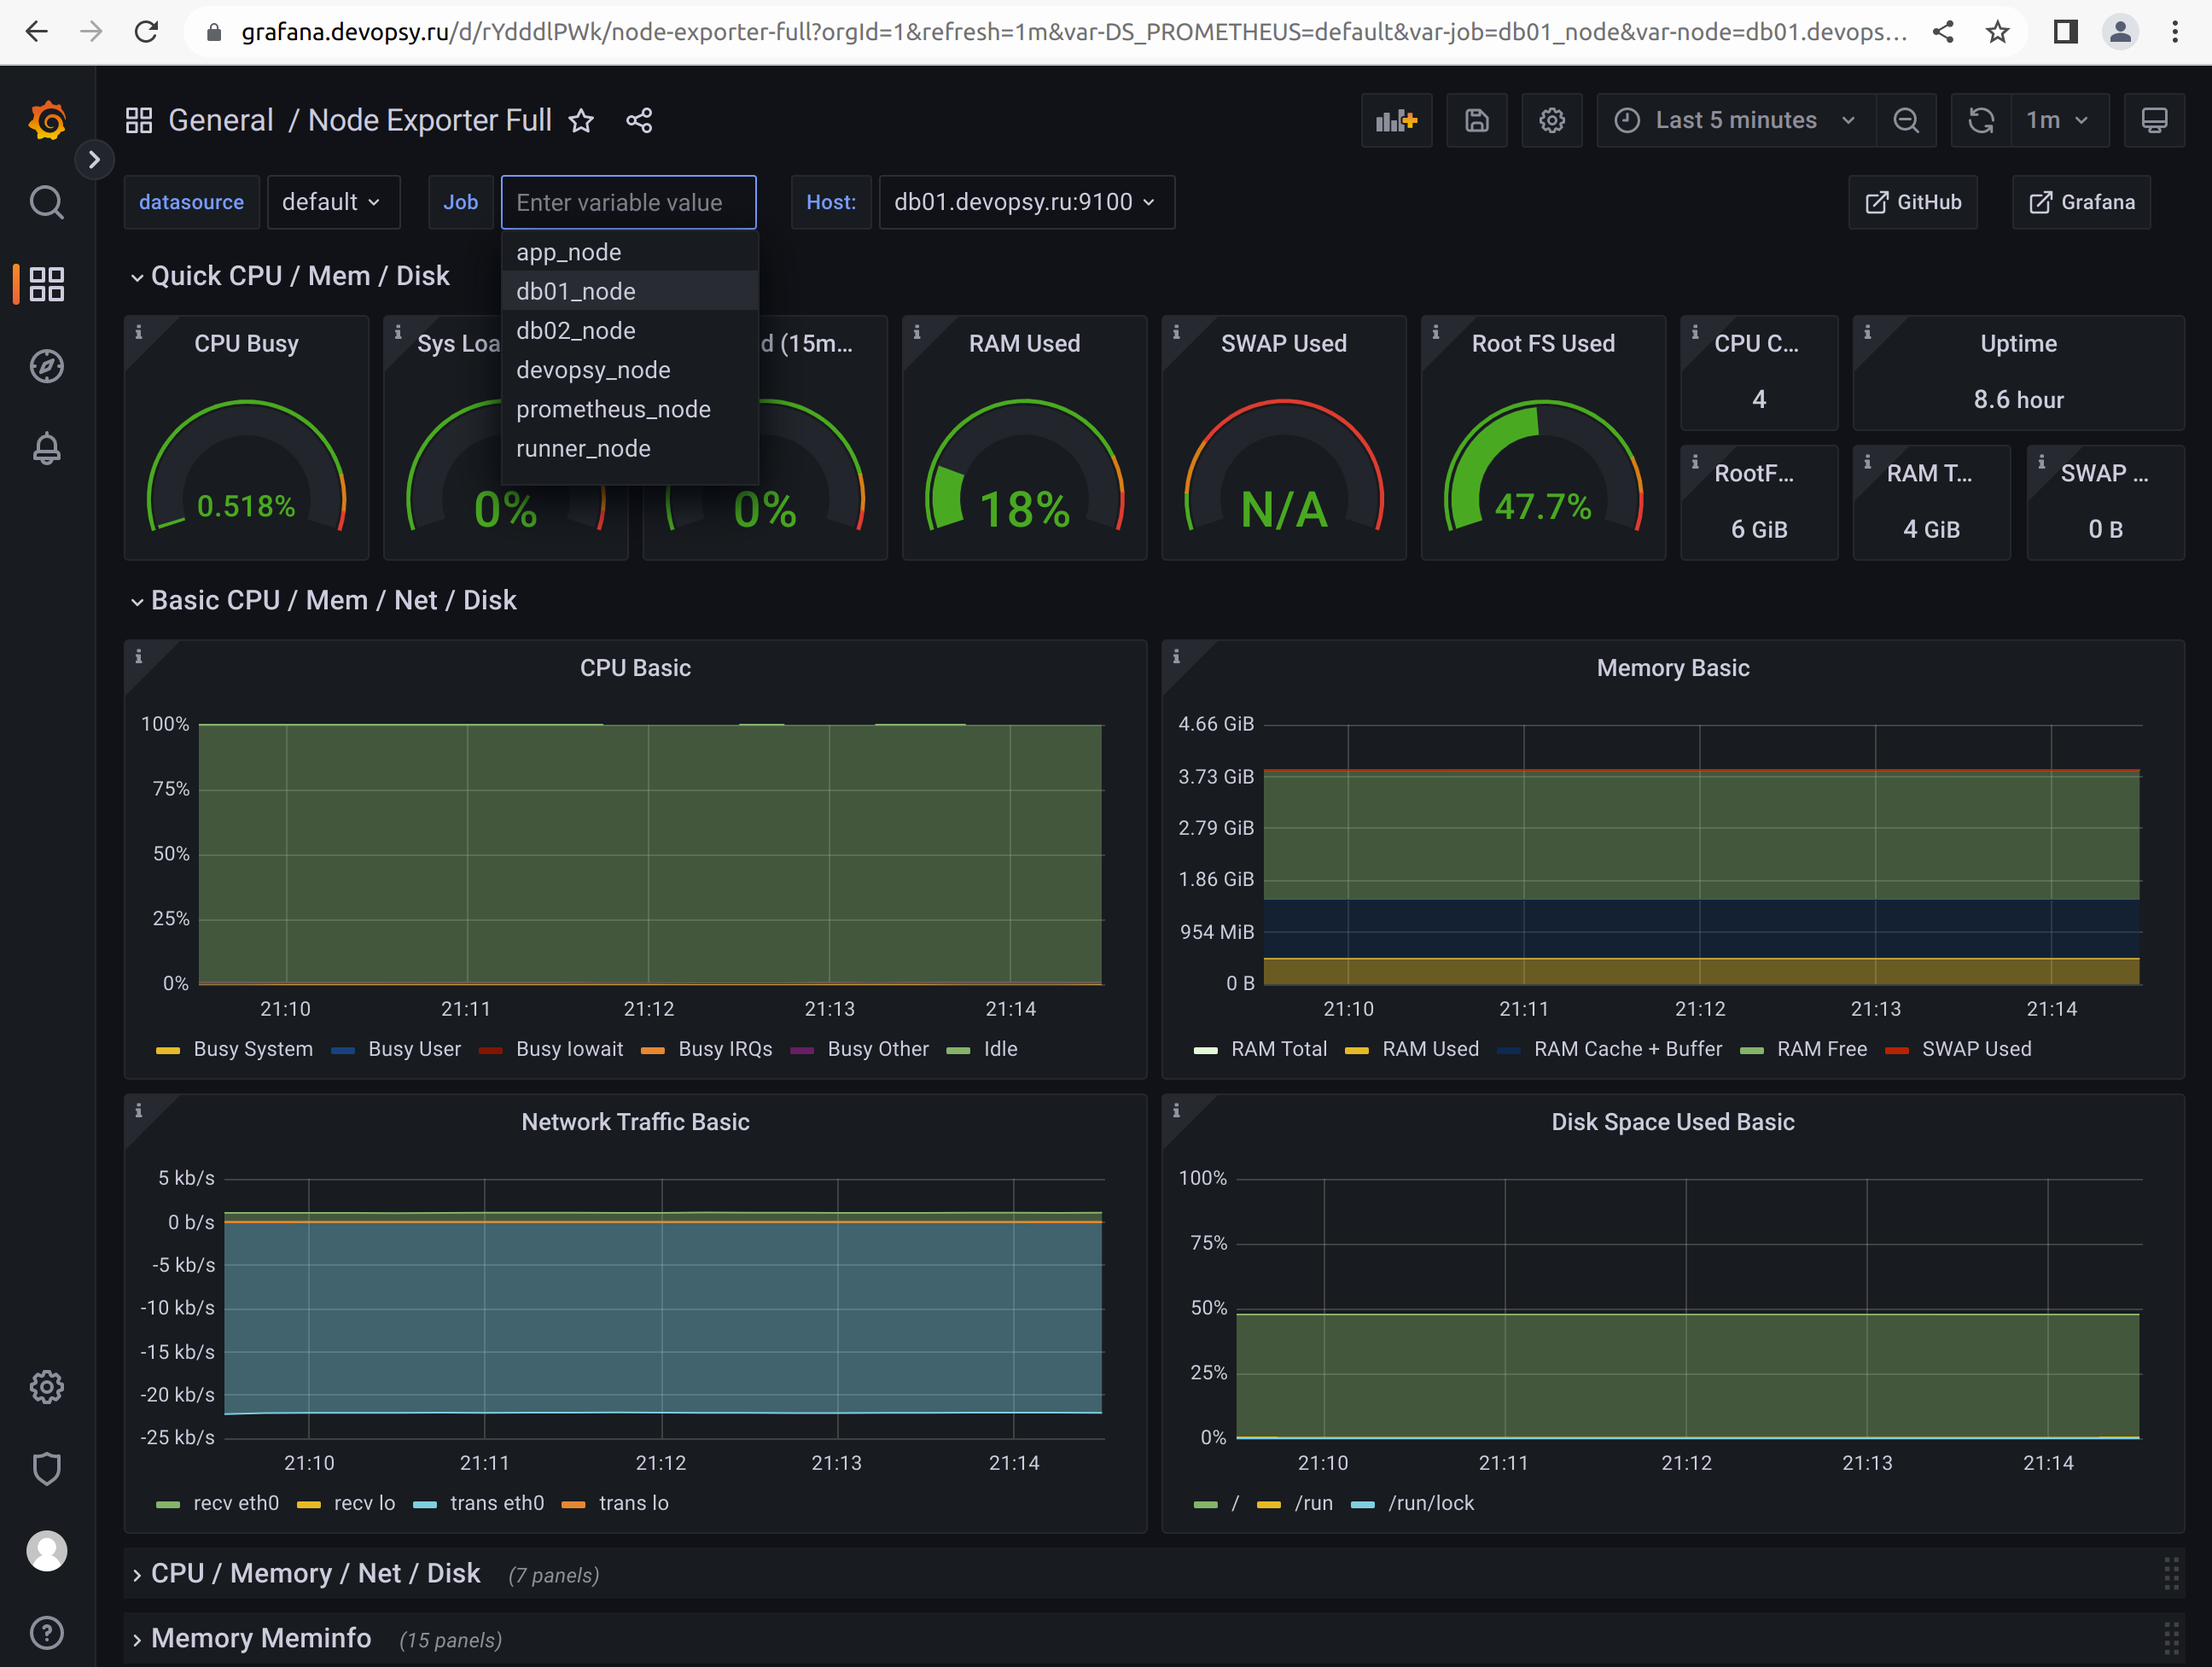 grafana.devopsy.ru/d/rYdddlPWk/node-exporter-full?orgId=1&refresh=1m&var-DS_PROMETHEUS=default&var-job=db01_node&var-node=db01.devops...
General / Node Exporter Full
Last 5 minutes
1m
datasource
default
Job
Enter variable value
Host:
db01.devopsy.ru:9100
GitHub
Grafana
app_node
db01_node
db02_node
devopsy_node
prometheus_node
runner_node
Quick CPU / Mem / Disk
CPU Busy
0.518%
Sys Loa
0%
d (15m...
0%
RAM Used
18%
SWAP Used
N/A
Root FS Used
47.7%
CPU C...
4
Uptime
8.6 hour
RootF...
6 GiB
RAM T...
4 GiB
SWAP ...
0 B
Basic CPU / Mem / Net / Disk
CPU Basic
100%
75%
50%
25%
0%
21:10 21:11 21:12 21:13 21:14
Busy System Busy User Busy Iowait Busy IRQs Busy Other Idle
Memory Basic
4.66 GiB
3.73 GiB
2.79 GiB
1.86 GiB
954 MiB
0 B
21:10 21:11 21:12 21:13 21:14
RAM Total RAM Used RAM Cache + Buffer RAM Free SWAP Used
Network Traffic Basic
5 kb/s
0 b/s
-5 kb/s
-10 kb/s
-15 kb/s
-20 kb/s
-25 kb/s
21:10 21:11 21:12 21:13 21:14
recv eth0 recv lo trans eth0 trans lo
Disk Space Used Basic
100%
75%
50%
25%
0%
21:10 21:11 21:12 21:13 21:14
/ /run /run/lock
CPU / Memory / Net / Disk (7 panels)
Memory Meminfo (15 panels)